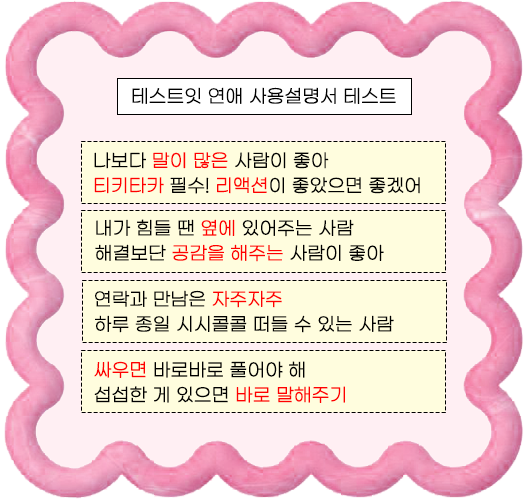 테스트잇 연애 사용설명서 테스트
나보다 말이 많은 사람이 좋아
티키타카 필수! 리액션이 좋았으면 좋겠어
내가 힘들 땐 옆에 있어주는 사람
해결보단 공감을 해주는 사람이 좋아
연락과 만남은 자주자주
하루 종일 시시콜콜 떠들 수 있는 사람
싸우면 바로바로 풀어야 해
섭섭한 게 있으면 바로 말해주기